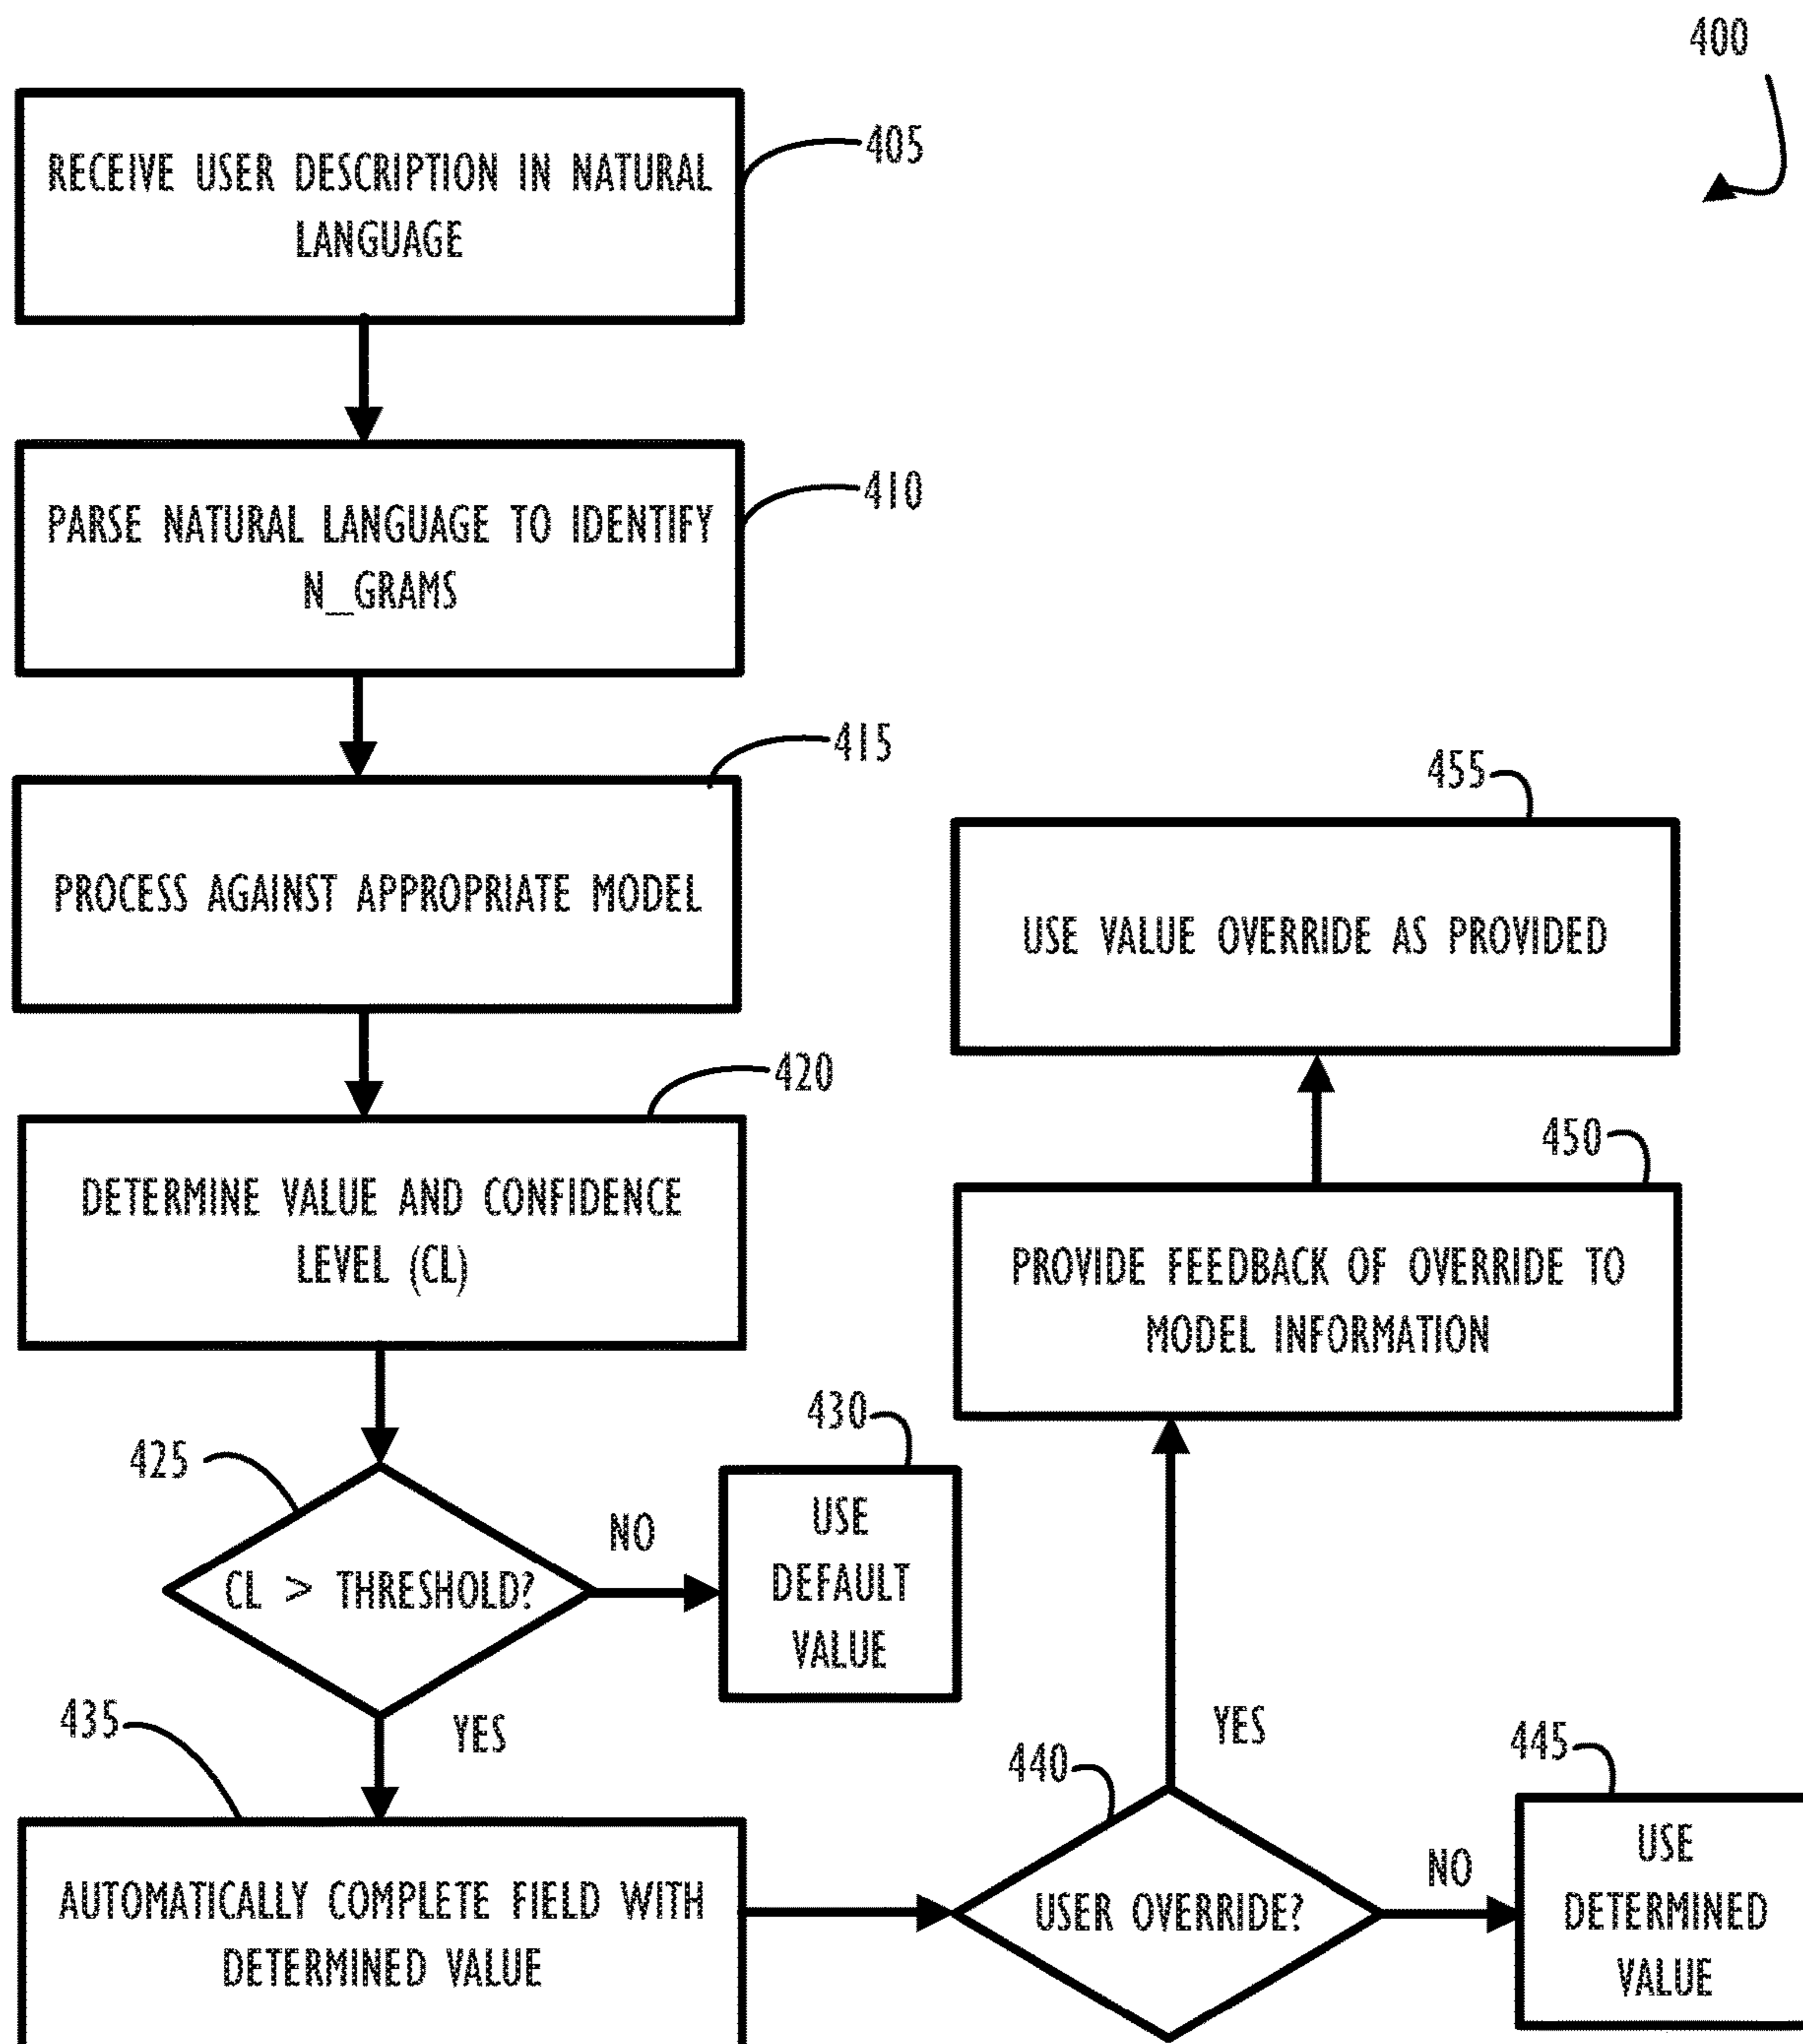 400
RECEIVE USER DESCRIPTION IN NATURAL
LANGUAGE
405
PARSE NATURAL LANGUAGE TO IDENTIFY
N_GRAMS
410
PROCESS AGAINST APPROPRIATE MODEL
415
DETERMINE VALUE AND CONFIDENCE
LEVEL (CL)
420
CL > THRESHOLD?
425
NO
USE
DEFAULT
VALUE
430
YES
AUTOMATICALLY COMPLETE FIELD WITH
DETERMINED VALUE
435
USER OVERRIDE?
440
NO
USE
DETERMINED
VALUE
445
YES
PROVIDE FEEDBACK OF OVERRIDE TO
MODEL INFORMATION
450
USE VALUE OVERRIDE AS PROVIDED
455